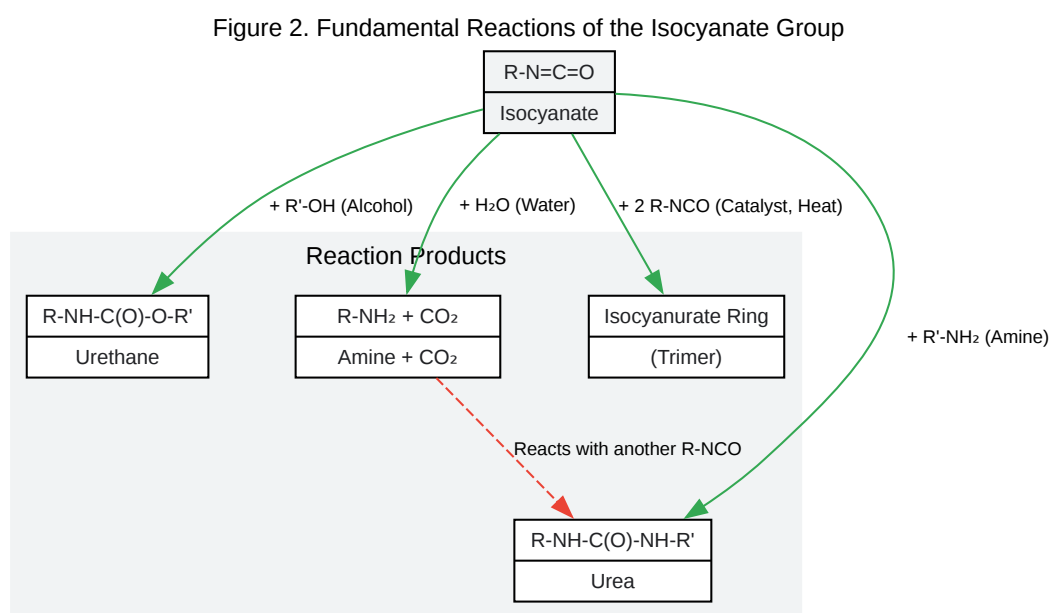 Figure 2. Fundamental Reactions of the Isocyanate Group
R-N=C=O
Isocyanate
+ R'-OH (Alcohol)
+ H₂O (Water)
+ 2 R-NCO (Catalyst, Heat)
Reaction Products
R-NH-C(O)-O-R'
Urethane
R-NH₂ + CO₂
Amine + CO₂
Isocyanurate Ring
(Trimer)
+ R'-NH₂ (Amine)
Reacts with another R-NCO
R-NH-C(O)-NH-R'
Urea